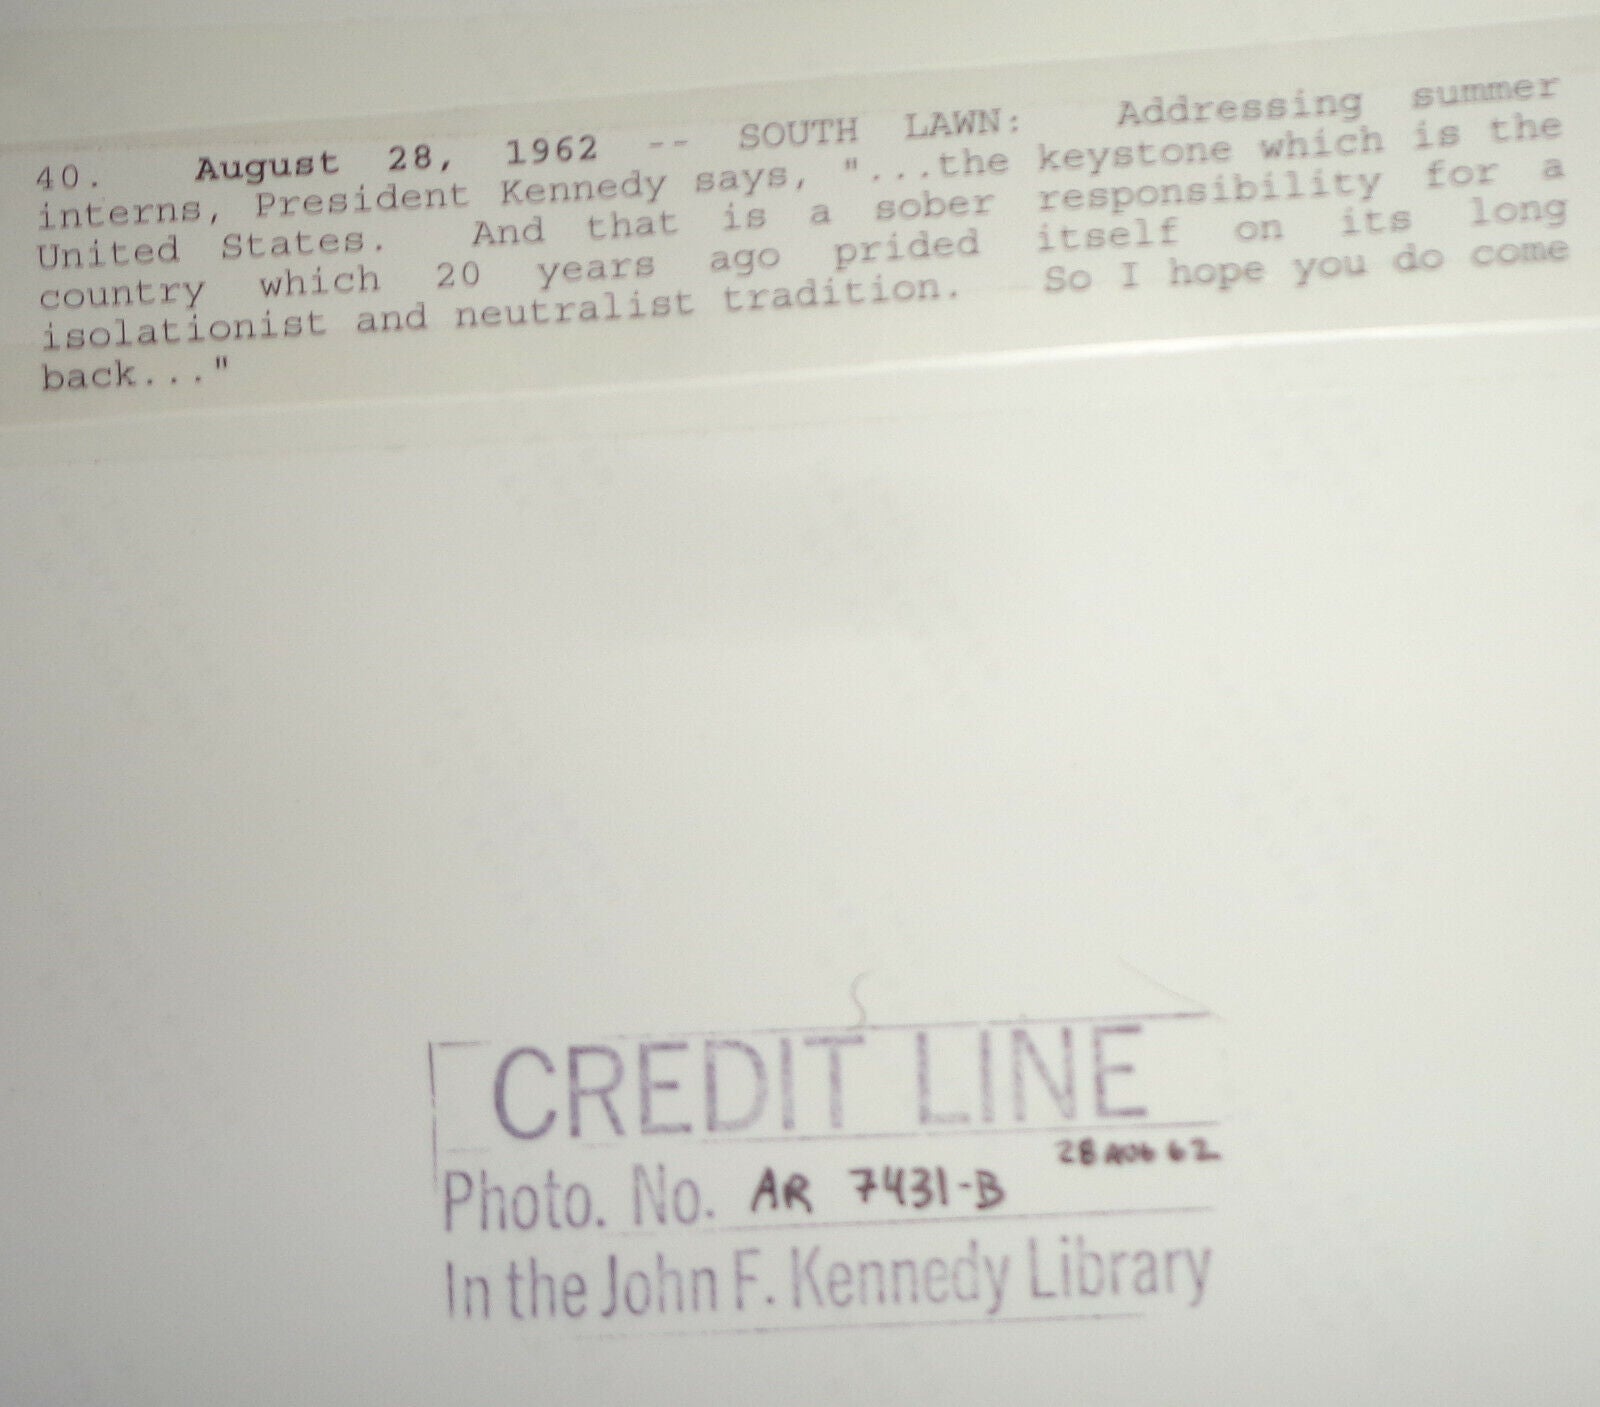 40. August 28, 1962 -- SOUTH LAWN: Addressing summer
interns, President Kennedy says, "...the keystone which is the
United States. And that is a sober responsibility for a
country which 20 years ago prided itself on its long
isolationist and neutralist tradition. So I hope you do come
back..."
CREDIT LINE
28 AUG 62
Photo. No. AR 7431-B
In the John F. Kennedy Library